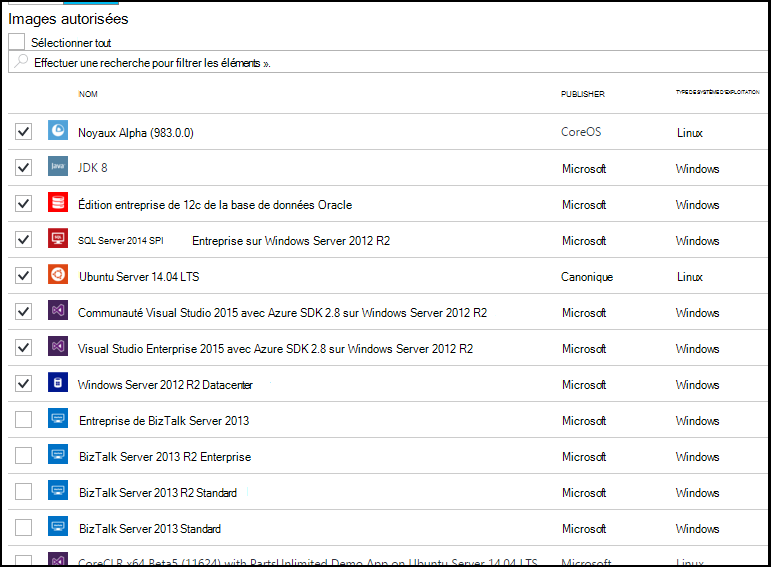 Images autorisées
Sélectionner tout
Effectuer une recherche pour filtrer les éléments ».
NOM PUBLISHER TYPE DE SYSTÈME D'EXPLOITATION
Noyaux Alpha (983.0.0) CoreOS Linux
Java JDK 8 Microsoft Windows
Édition entreprise de 12c de la base de données Oracle Microsoft Windows
SQL Server 2014 SPI Entreprise sur Windows Server 2012 R2 Microsoft Windows
Ubuntu Server 14.04 LTS Canonique Linux
Communauté Visual Studio 2015 avec Azure SDK 2.8 sur Windows Server 2012 R2 Microsoft Windows
Visual Studio Enterprise 2015 avec Azure SDK 2.8 sur Windows Server 2012 R2 Microsoft Windows
Windows Server 2012 R2 Datacenter Microsoft Windows
Entreprise de BizTalk Server 2013 Microsoft Windows
BizTalk Server 2013 R2 Enterprise Microsoft Windows
BizTalk Server 2013 R2 Standard Microsoft Windows
BizTalk Server 2013 Standard Microsoft Windows
CoreCLR x64 Beta5 (11624) with PartsUnlimited Demo App on Ubuntu Server 14.04 LTS Microsoft Linux